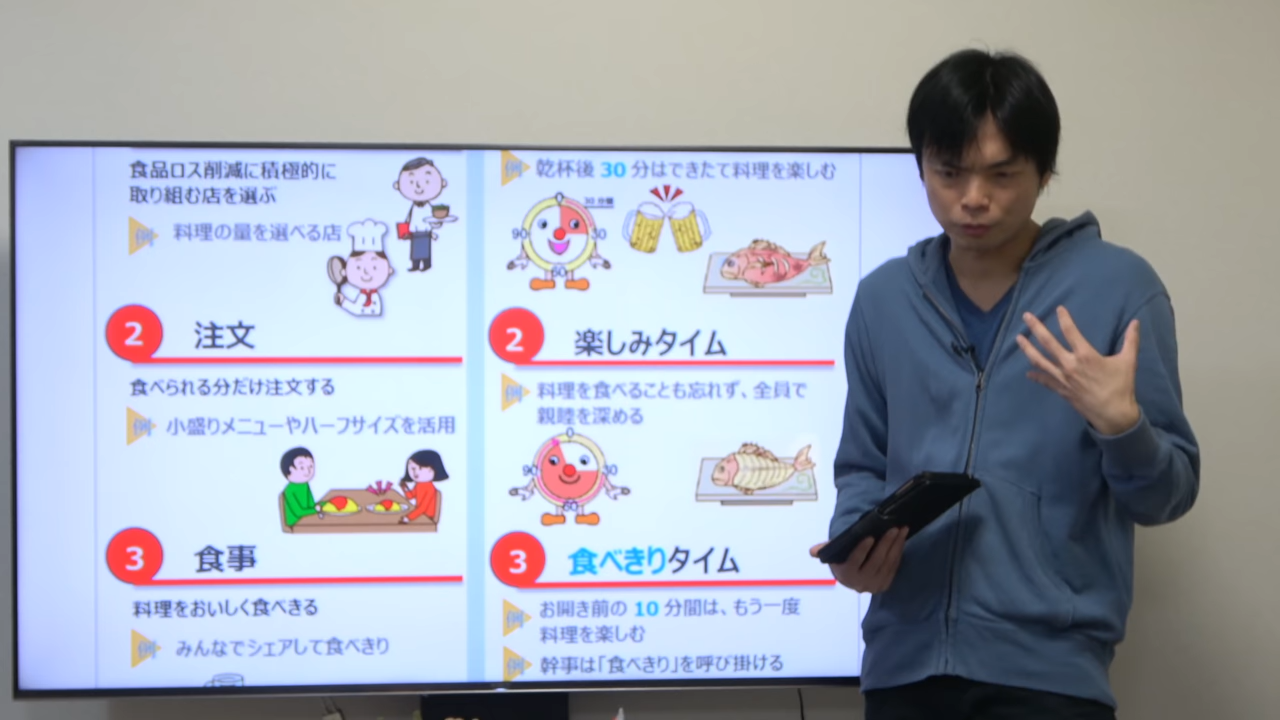 食品ロス削減に積極的に
取り組む店を選ぶ
例 料理の量を選べる店
2 注文
食べられる分だけ注文する
例 小盛りメニューやハーフサイズを活用
3 食事
料理をおいしく食べきる
例 みんなでシェアして食べきり
例 乾杯後 30 分はできたて料理を楽しむ
30 分間
90
30
60
2 楽しみタイム
例 料理を食べることも忘れず、全員で
親睦を深める
0
90
30
60
3 食べきりタイム
例 お開き前の 10 分間は、もう一度
料理を楽しむ
例 幹事は「食べきり」を呼び掛ける